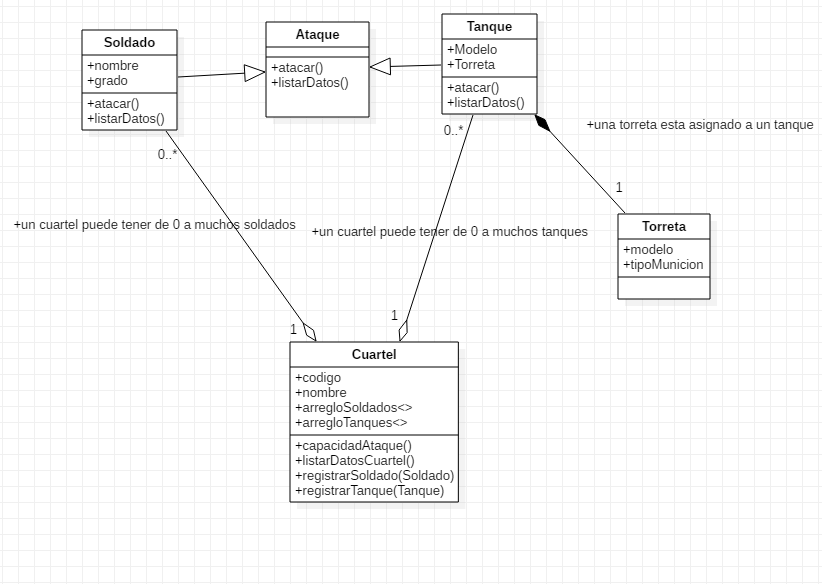 Soldado
+nombre
+grado
+atacar()
+listarDatos()
Ataque
+atacar()
+listarDatos()
Tanque
+Modelo
+Torreta
+atacar()
+listarDatos()
0..*
0..*
+una torreta esta asignado a un tanque
1
Torreta
+modelo
+tipoMunicion
+un cuartel puede tener de 0 a muchos soldados
+un cuartel puede tener de 0 a muchos tanques
1
1
Cuartel
+codigo
+nombre
+arregloSoldados<>
+arregloTanques<>
+capacidadAtaque()
+listarDatosCuartel()
+registrarSoldado(Soldado)
+registrarTanque(Tanque)